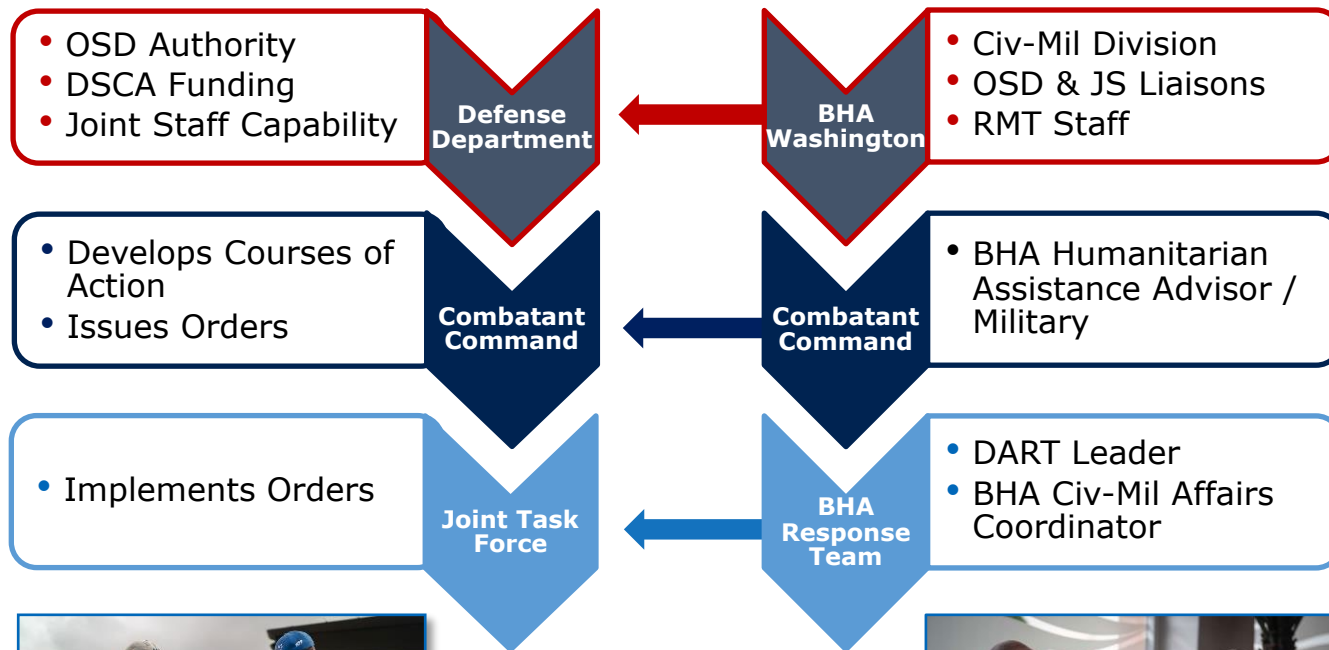 • OSD Authority
• DSCA Funding
• Joint Staff Capability
Defense
Department
BHA
Washington
• Civ-Mil Division
• OSD & JS Liaisons
• RMT Staff
• Develops Courses of
Action
• Issues Orders
Combatant
Command
Combatant
Command
• BHA Humanitarian
Assistance Advisor /
Military
• Implements Orders
Joint Task
Force
BHA
Response
Team
• DART Leader
• BHA Civ-Mil Affairs
Coordinator